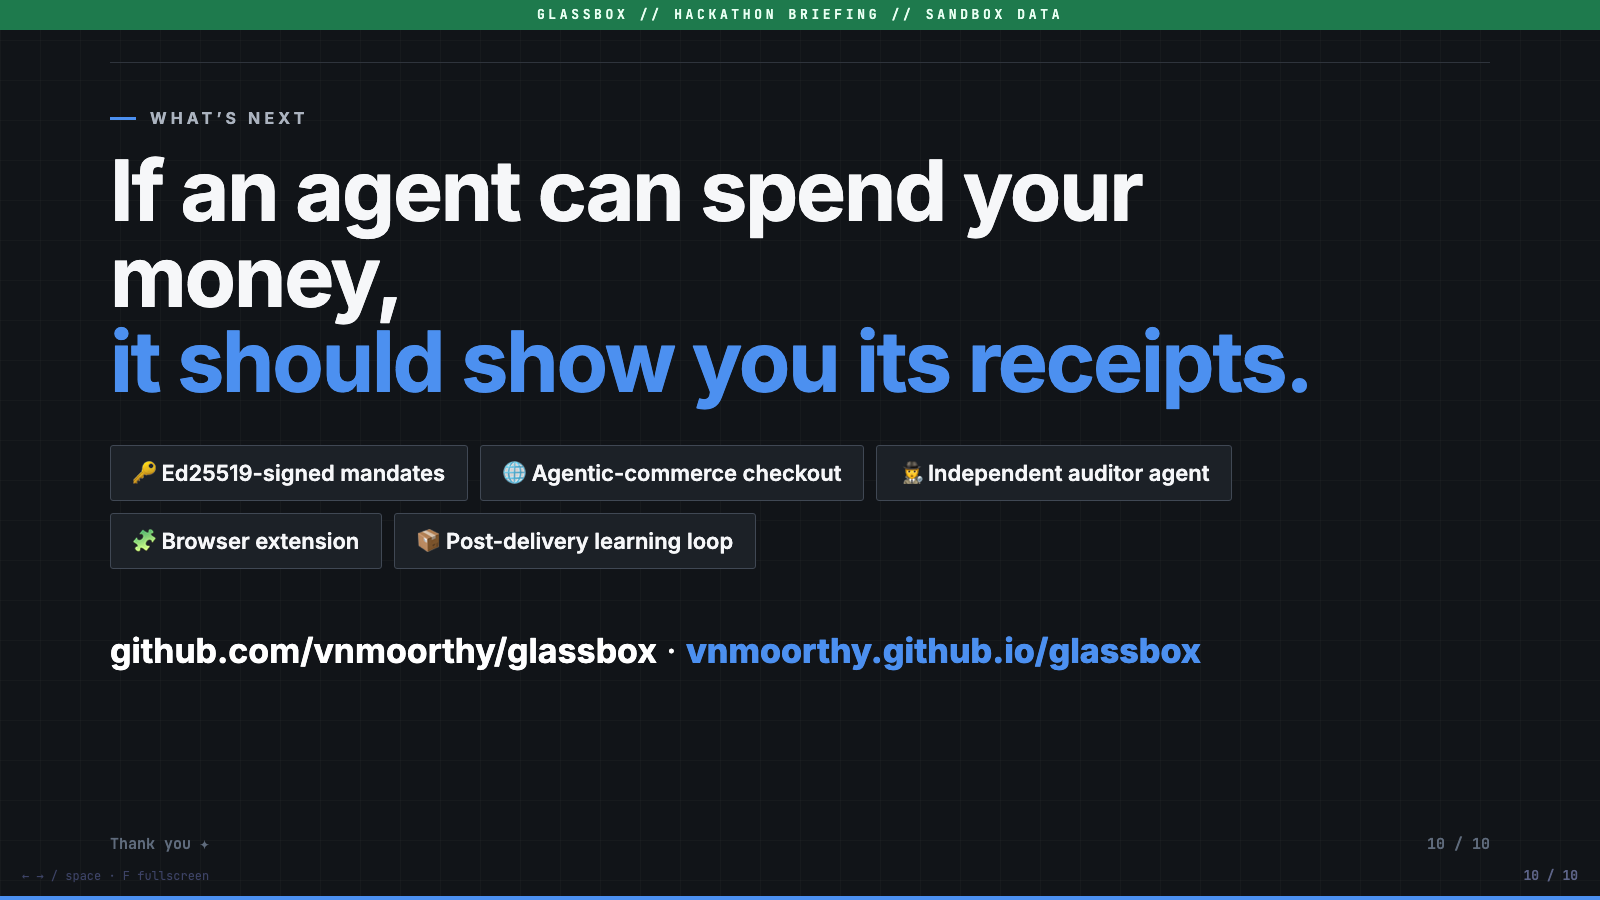 GLASSBOX // HACKATHON BRIEFING // SANDBOX DATA
WHAT'S NEXT
If an agent can spend your
money,
it should show you its receipts.
🔑 Ed25519-signed mandates
🌐 Agentic-commerce checkout
🕵️ Independent auditor agent
🧩 Browser extension
📦 Post-delivery learning loop
github.com/vnmoorthy/glassbox · vnmoorthy.github.io/glassbox
Thank you ✦
10 / 10
← → / space · F fullscreen
10 / 10